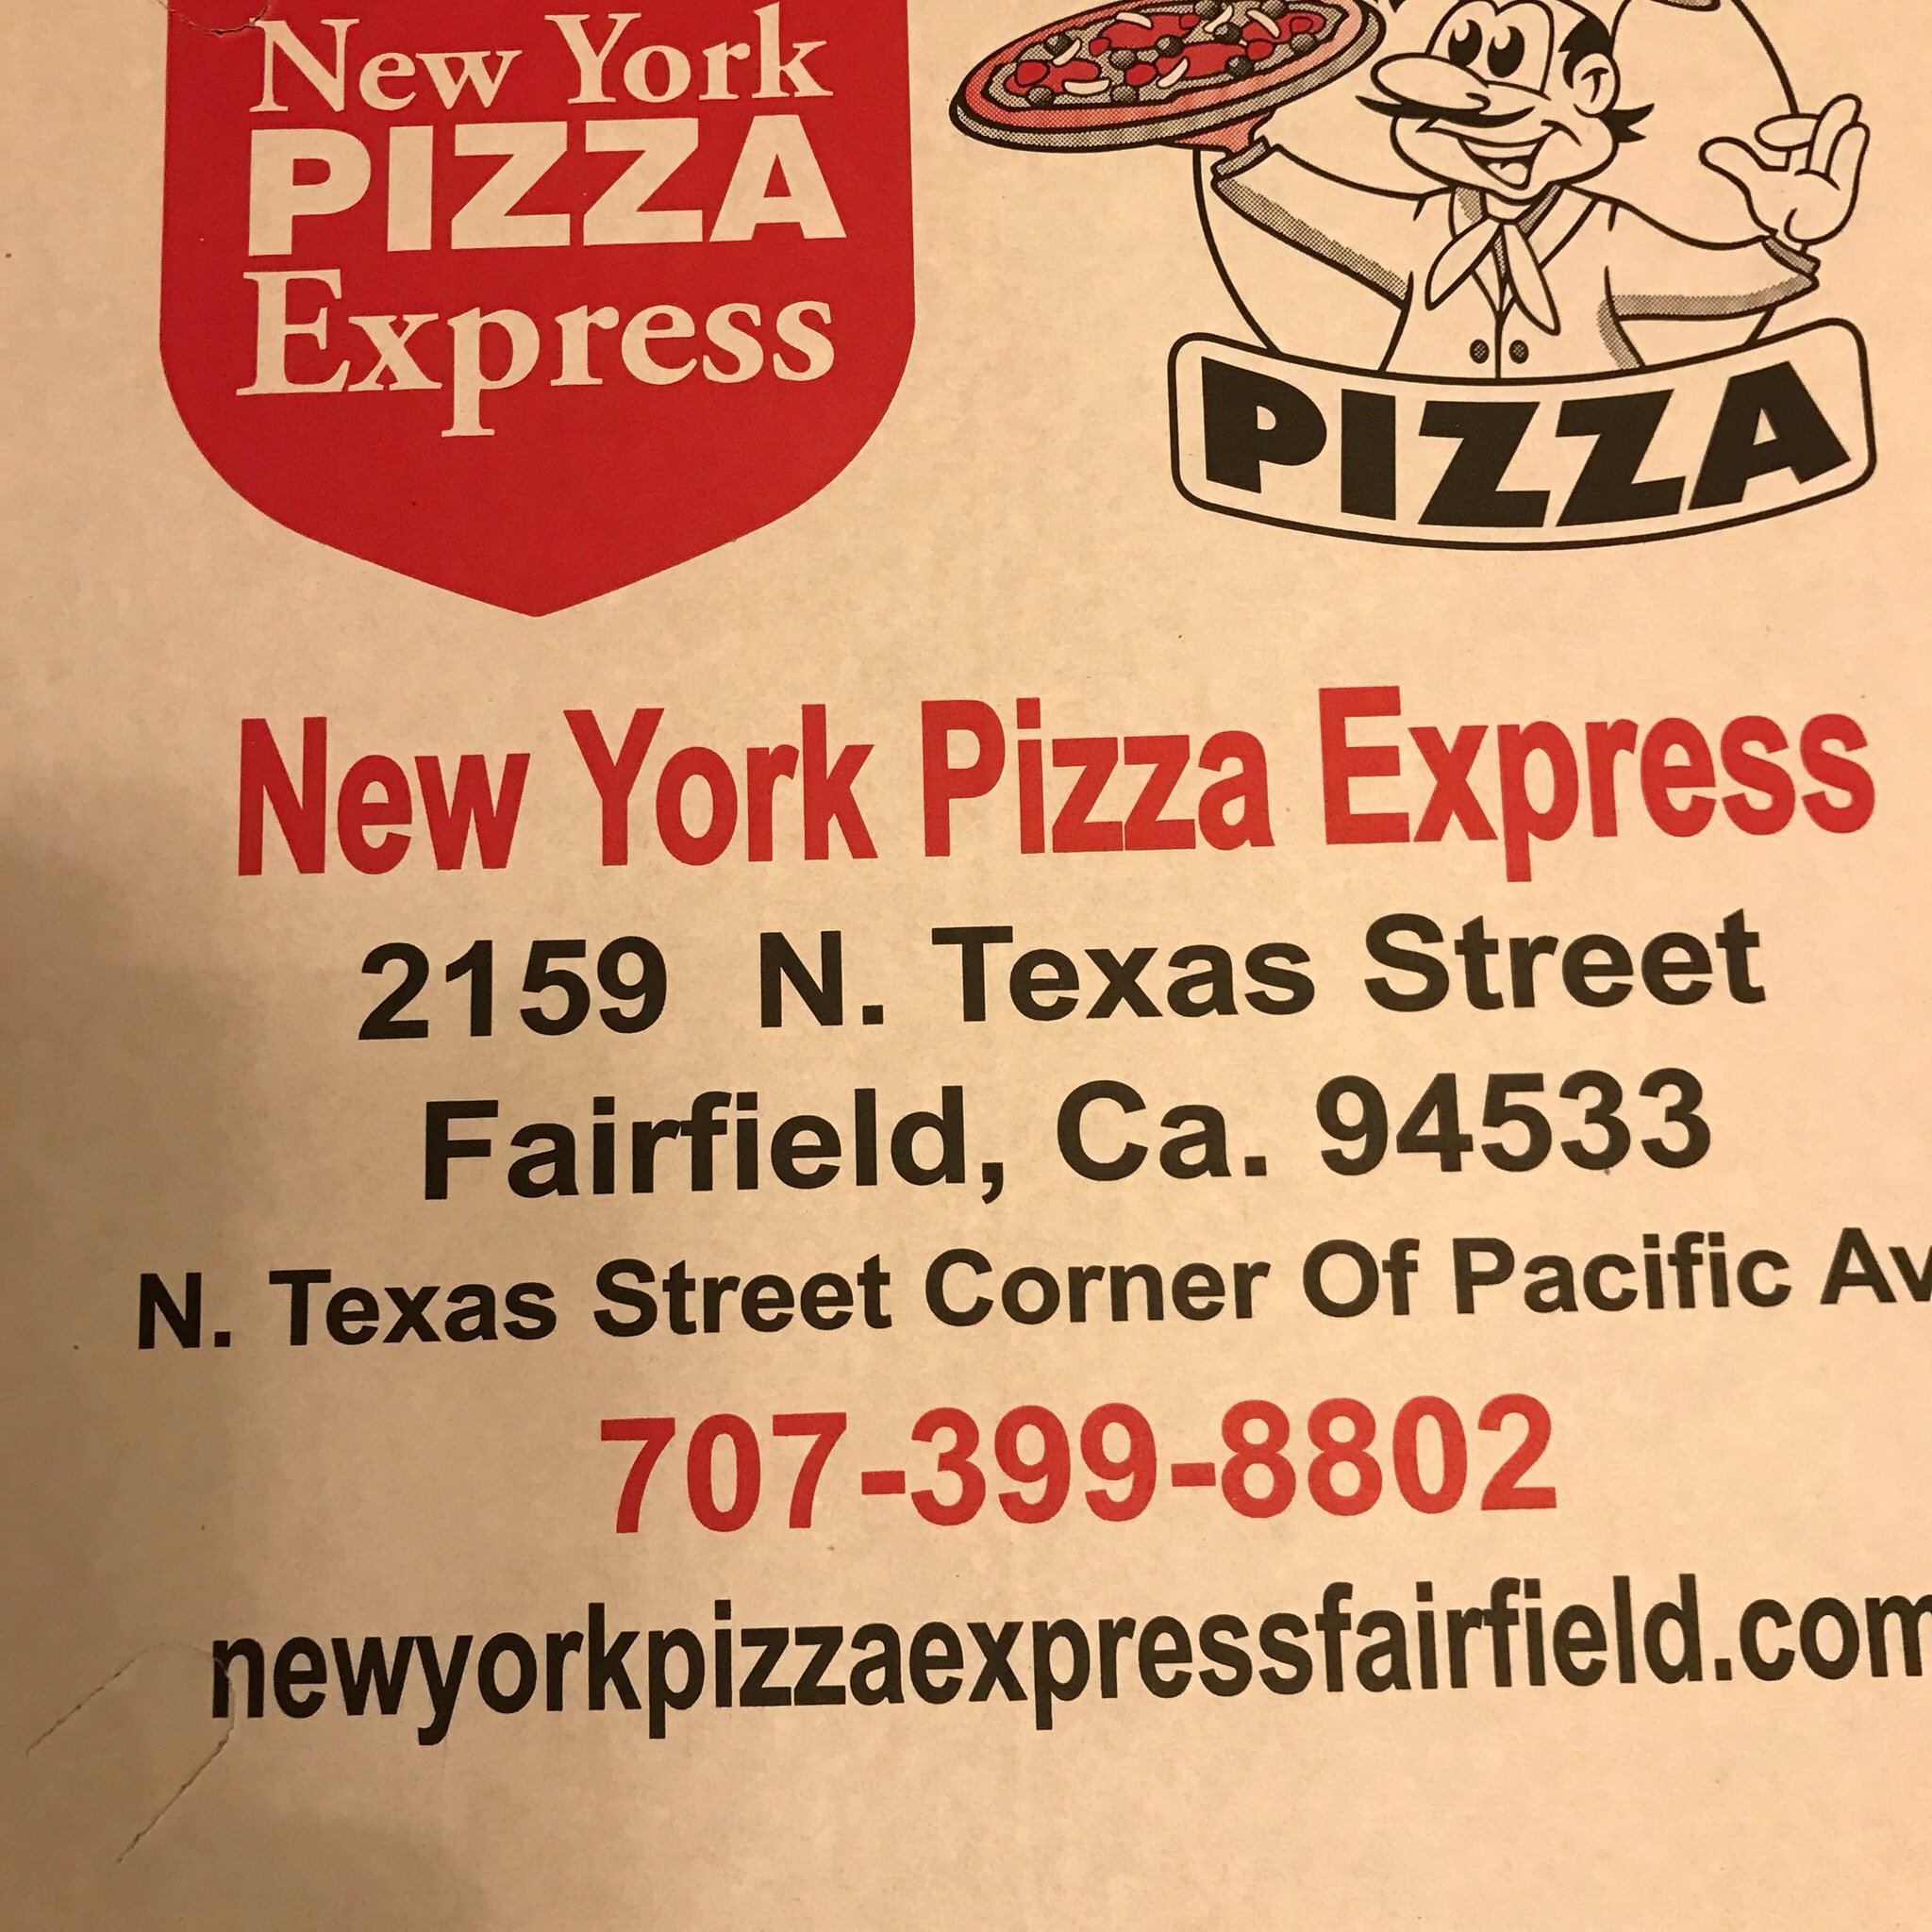 New York
PIZZA
Express
PIZZA
New York Pizza Express
2159 N. Texas Street
Fairfield, Ca. 94533
N. Texas Street Corner Of Pacific Av
707-399-8802
newyorkpizzaexpressfairfield.com